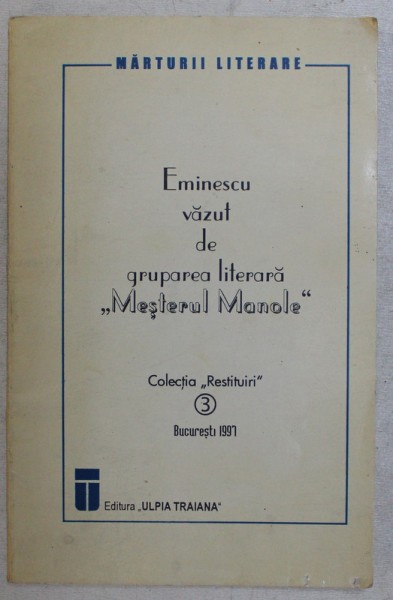 MĂRTURII LITERARE
Eminescu
văzut
de
gruparea literară
„Meşterul Manole“
Colecţia „Restituiri”
3
Bucureşti 1997
Editura „ULPIA TRAIANA“